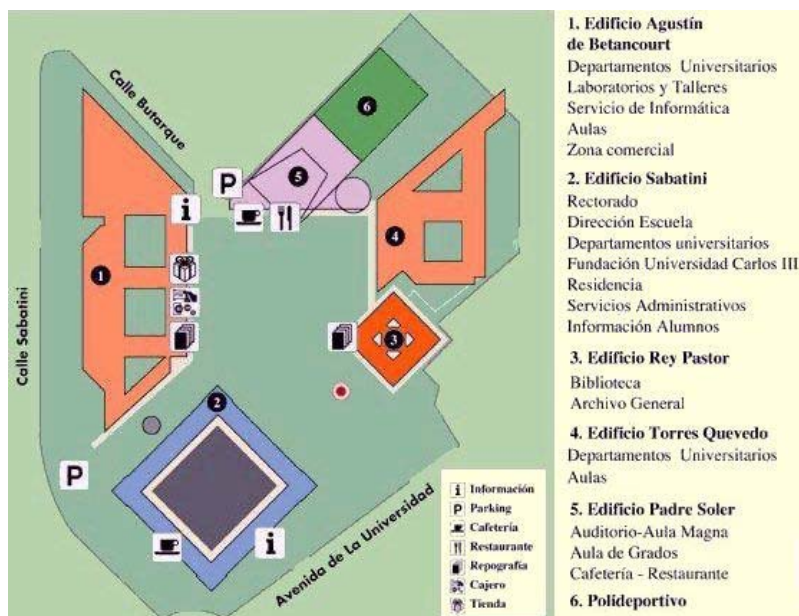 Calle Butarque
Calle Sabatini
Avenida de La Universidad
1
2
3
4
5
6
P
i
P
i
i Información
P Parking
Cafetería
Restaurante
Repografía
Cajero
Tienda
1. Edificio Agustín
de Betancourt
Departamentos Universitarios
Laboratorios y Talleres
Servicio de Informática
Aulas
Zona comercial
2. Edificio Sabatini
Rectorado
Dirección Escuela
Departamentos universitarios
Fundación Universidad Carlos III
Residencia
Servicios Administrativos
Información Alumnos
3. Edificio Rey Pastor
Biblioteca
Archivo General
4. Edificio Torres Quevedo
Departamentos Universitarios
Aulas
5. Edificio Padre Soler
Auditorio-Aula Magna
Aula de Grados
Cafetería - Restaurante
6. Polideportivo